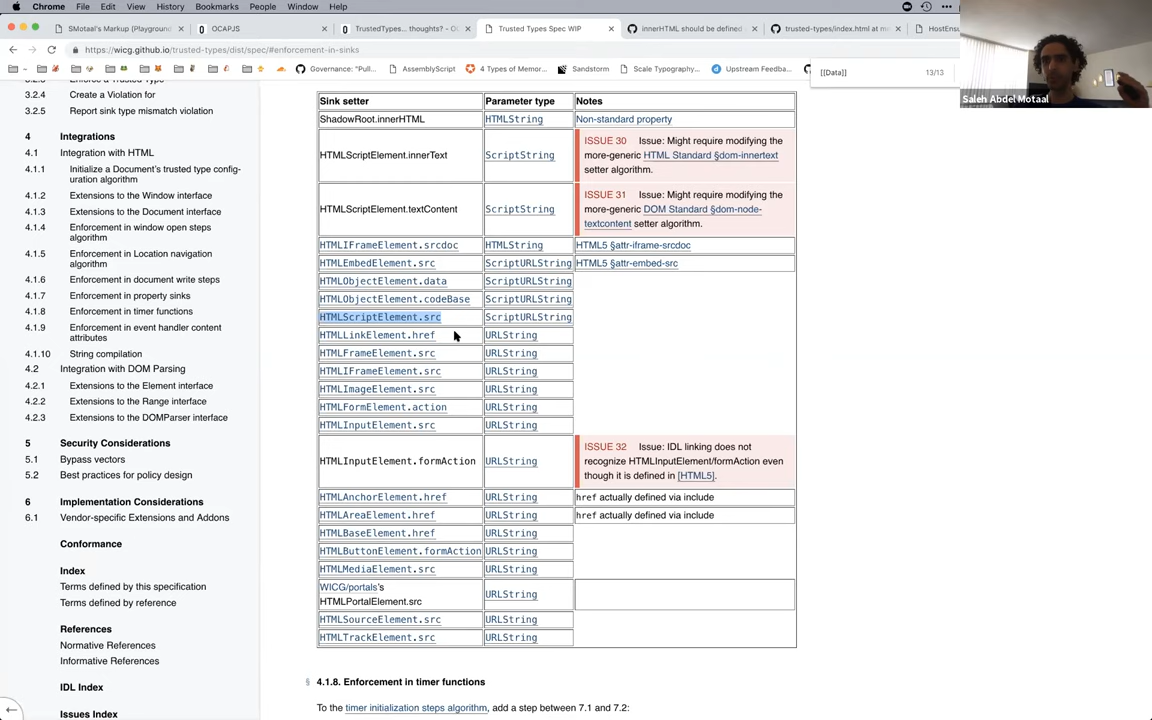 Chrome File Edit View History Bookmarks People Window Help
SMotaal's Markup (Playground
OCAPJS
TrustedTypes... thoughts? -
Trusted Types Spec WIP
innerHTML should be defined
trusted-types/index.html at m
HostEnsu
https://wicg.github.io/trusted-types/dist/spec/#enforcement-in-sinks
Governance: "Pull...
AssemblyScript
4 Types of Memor...
Sandstorm
Scale Typography...
Upstream Feedba...
[[Data]] 13/13
Saleh Abdel Motaal
3.2.4 Create a Violation for
3.2.5 Report sink type mismatch violation
4 Integrations
4.1 Integration with HTML
4.1.1 Initialize a Document's trusted type config-
uration algorithm
4.1.2 Extensions to the Window interface
4.1.3 Extensions to the Document interface
4.1.4 Enforcement in window open steps
algorithm
4.1.5 Enforcement in Location navigation
algorithm
4.1.6 Enforcement in document write steps
4.1.7 Enforcement in property sinks
4.1.8 Enforcement in timer functions
4.1.9 Enforcement in event handler content
attributes
4.1.10 String compilation
4.2 Integration with DOM Parsing
4.2.1 Extensions to the Element interface
4.2.2 Extensions to the Range interface
4.2.3 Extensions to the DOMParser interface
5 Security Considerations
5.1 Bypass vectors
5.2 Best practices for policy design
6 Implementation Considerations
6.1 Vendor-specific Extensions and Addons
Conformance
Index
Terms defined by this specification
Terms defined by reference
References
Normative References
Informative References
IDL Index
Issues Index
Sink setter Parameter type Notes
ShadowRoot.innerHTML HTMLString Non-standard property
HTMLScriptElement.innerText ScriptString ISSUE 30 Issue: Might require modifying the
more-generic HTML Standard §dom-innertext
setter algorithm.
HTMLScriptElement.textContent ScriptString ISSUE 31 Issue: Might require modifying the
more-generic DOM Standard §dom-node-
textcontent setter algorithm.
HTMLIFrameElement.srcdoc HTMLString HTML5 §attr-iframe-srcdoc
HTMLEmbedElement.src ScriptURLString HTML5 §attr-embed-src
HTMLObjectElement.data ScriptURLString
HTMLObjectElement.codeBase ScriptURLString
HTMLScriptElement.src ScriptURLString
HTMLLinkElement.href URLString
HTMLFrameElement.src URLString
HTMLIFrameElement.src URLString
HTMLImageElement.src URLString
HTMLFormElement.action URLString
HTMLInputElement.src URLString
HTMLInputElement.formAction URLString ISSUE 32 Issue: IDL linking does not
recognize HTMLInputElement/formAction even
though it is defined in [HTML5].
HTMLAnchorElement.href URLString href actually defined via include
HTMLAreaElement.href URLString href actually defined via include
HTMLBaseElement.href URLString
HTMLButtonElement.formAction URLString
HTMLMediaElement.src URLString
WICG/portals's
HTMLPortalElement.src URLString
HTMLSourceElement.src URLString
HTMLTrackElement.src URLString
§ 4.1.8. Enforcement in timer functions
To the timer initialization steps algorithm, add a step between 7.1 and 7.2: